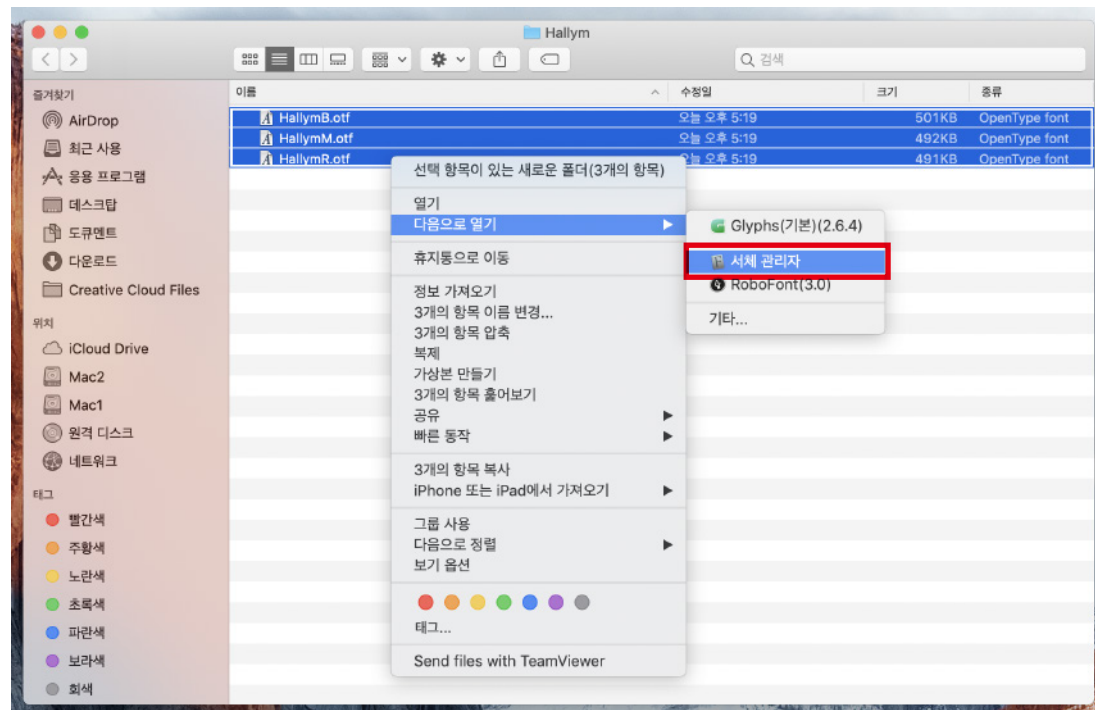 Hallym
검색
이름 수정일 크기 종류
HallymB.otf 오늘 오후 5:19 501KB OpenType font
HallymM.otf 오늘 오후 5:19 492KB OpenType font
HallymR.otf 오늘 오후 5:19 491KB OpenType font
즐겨찾기
AirDrop
최근 사용
응용 프로그램
데스크탑
도큐멘트
다운로드
Creative Cloud Files
위치
iCloud Drive
Mac2
Mac1
원격 디스크
네트워크
태그
빨간색
주황색
노란색
초록색
파란색
보라색
회색
선택 항목이 있는 새로운 폴더(3개의 항목)
열기
다음으로 열기
휴지통으로 이동
정보 가져오기
3개의 항목 이름 변경...
3개의 항목 압축
복제
가상본 만들기
3개의 항목 훑어보기
공유
빠른 동작
3개의 항목 복사
iPhone 또는 iPad에서 가져오기
그룹 사용
다음으로 정렬
보기 옵션
태그...
Send files with TeamViewer
Glyphs(기본)(2.6.4)
서체 관리자
RoboFont(3.0)
기타...